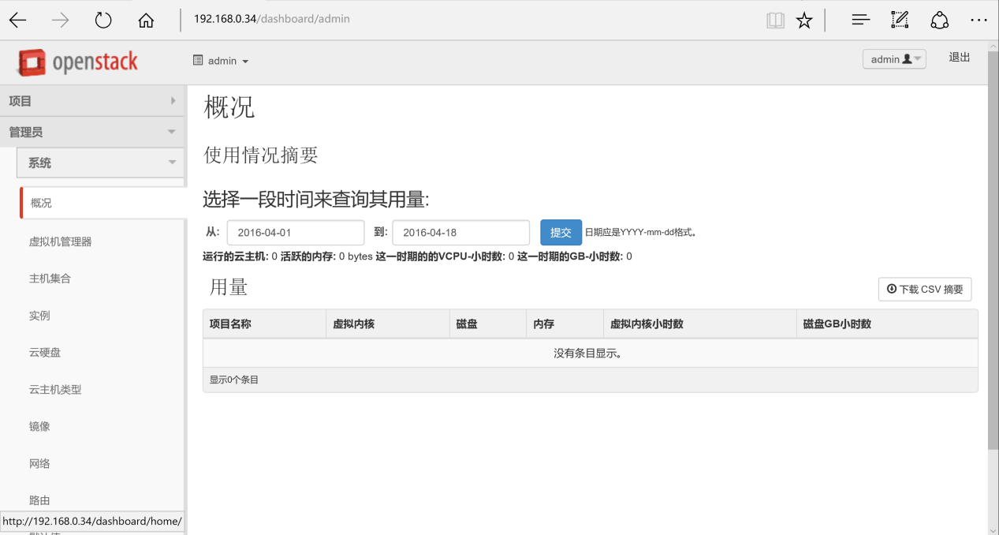 192.168.0.34/dashboard/admin
openstack
admin
admin
退出
项目
管理员
系统
概况
虚拟机管理器
主机集合
实例
云硬盘
云主机类型
镜像
网络
路由
http://192.168.0.34/dashboard/home/
概况
使用情况摘要
选择一段时间来查询其用量:
从: 2016-04-01 到: 2016-04-18 提交 日期应是YYYY-mm-dd格式。
运行的云主机: 0 活跃的内存: 0 bytes 这一时期的的VCPU-小时数: 0 这一时期的GB-小时数: 0
用量
下载 CSV 摘要
项目名称 虚拟内核 磁盘 内存 虚拟内核小时数 磁盘GB小时数
没有条目显示。
显示0个条目